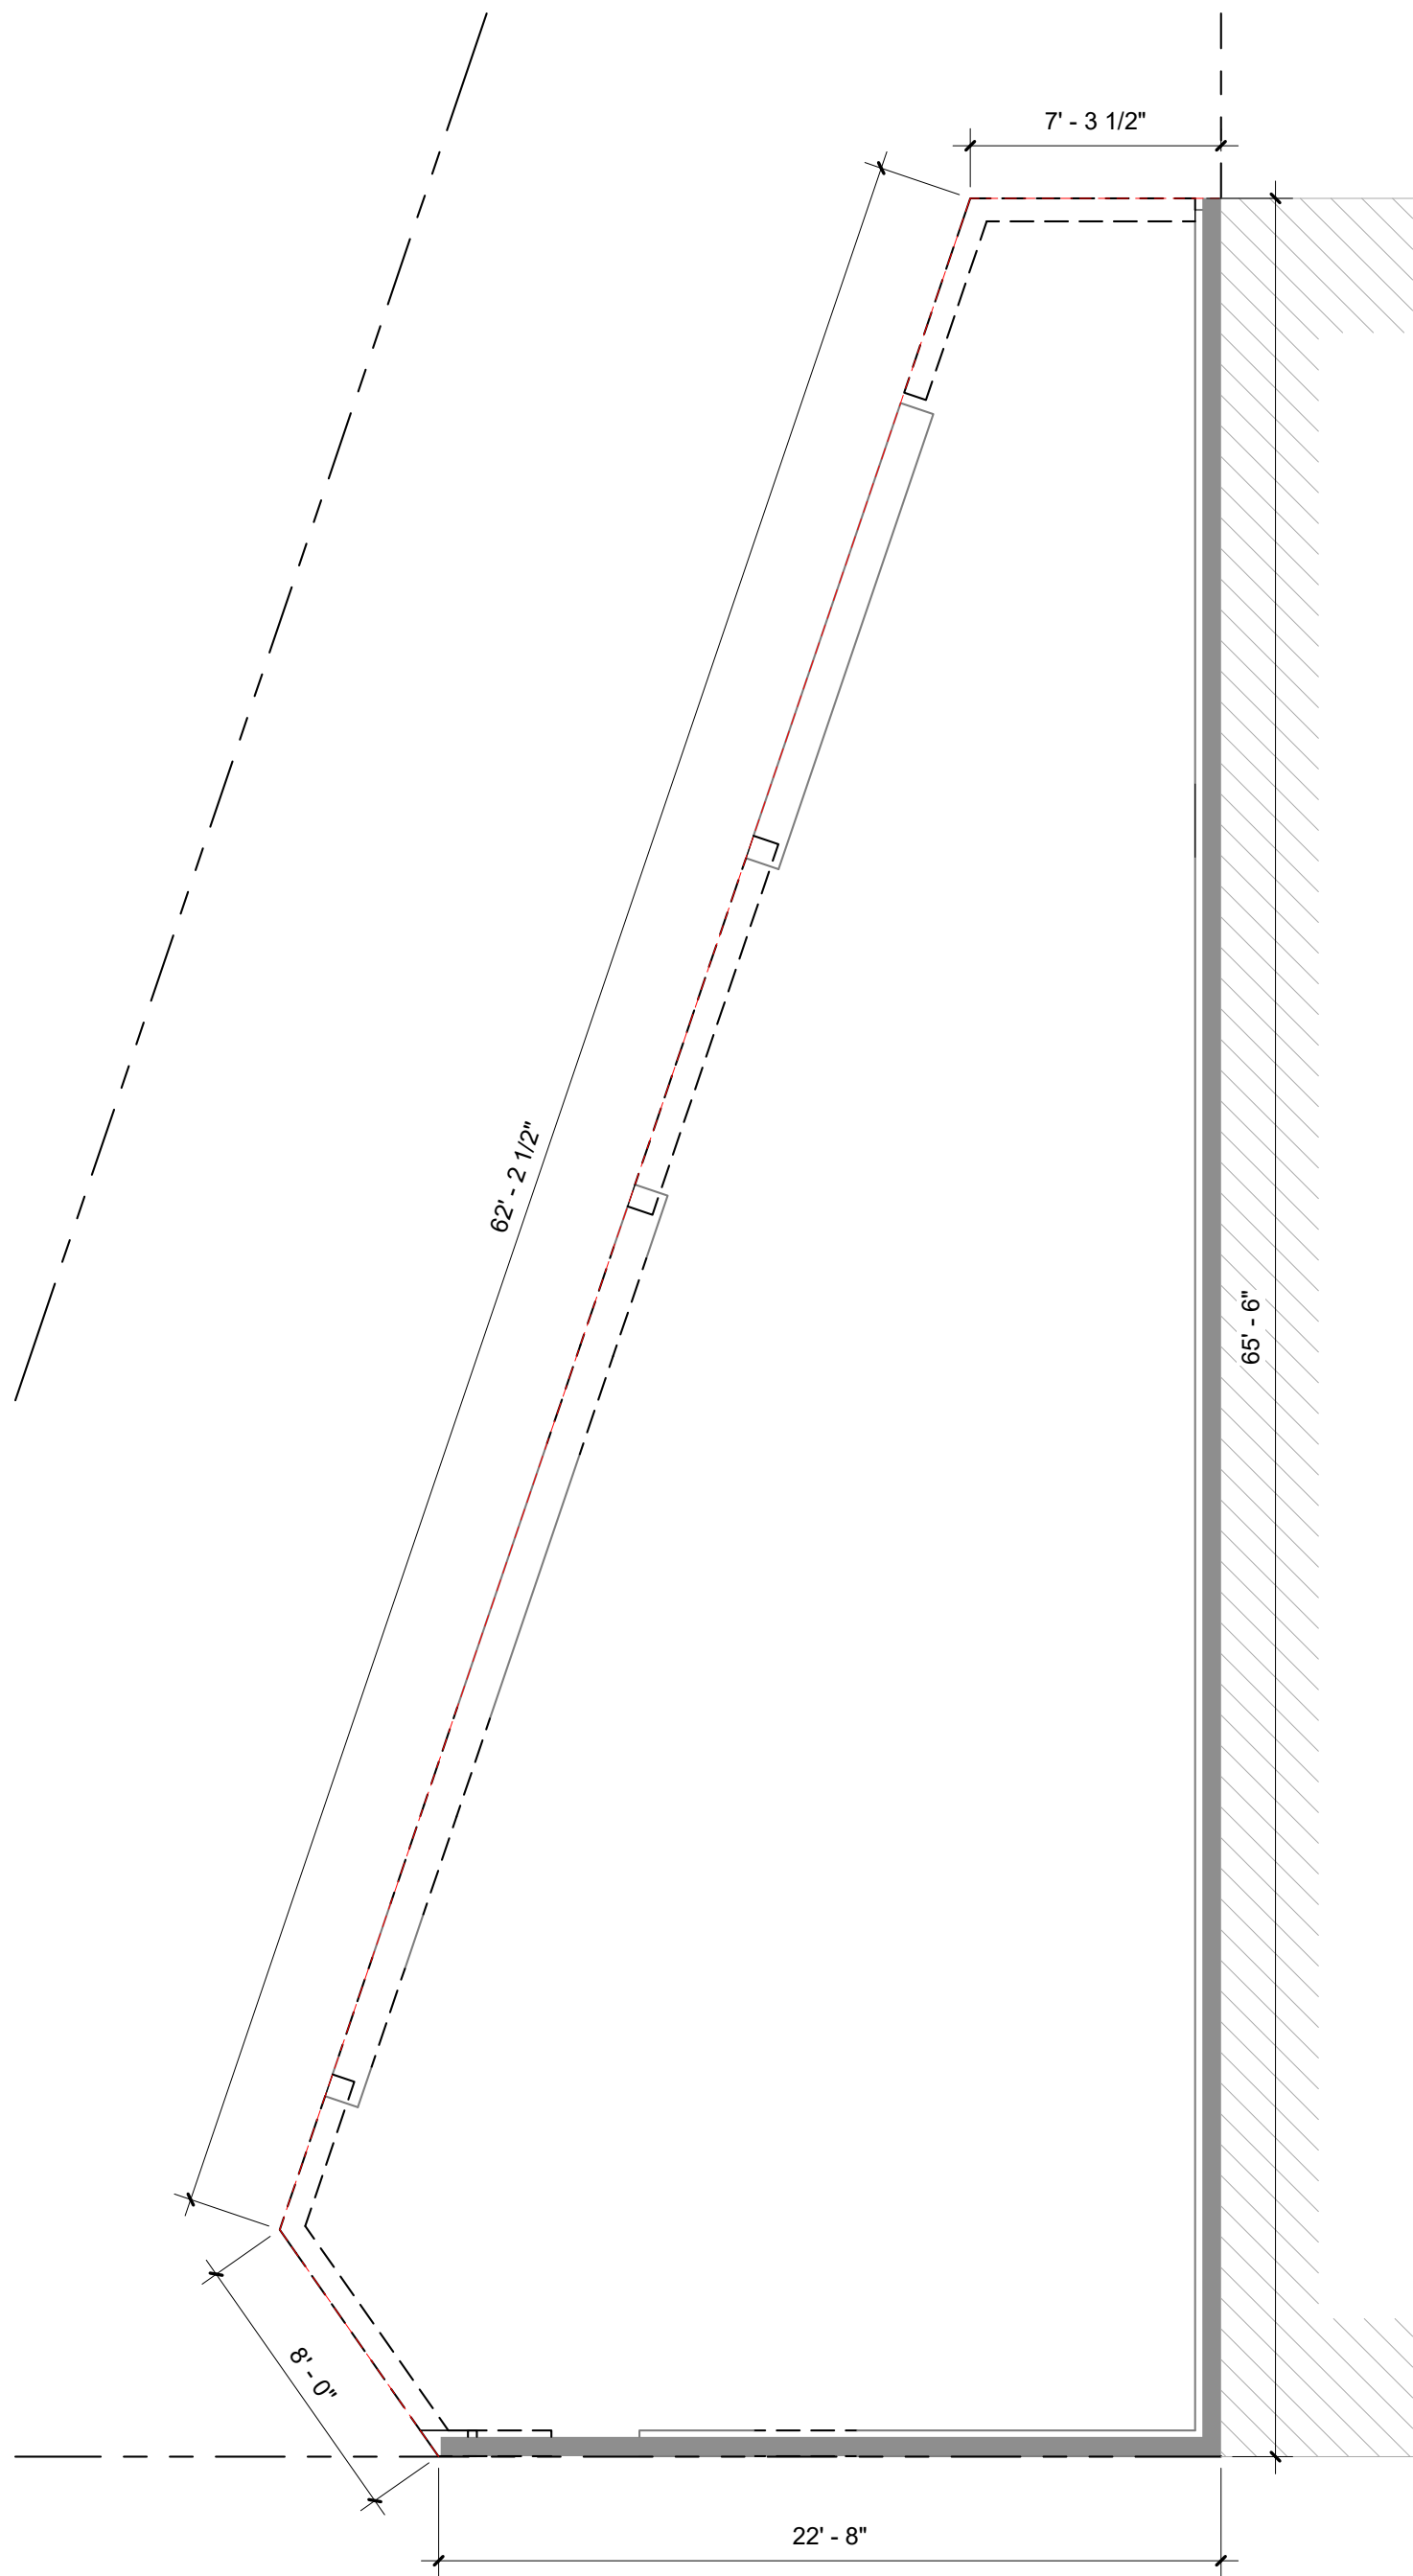 7' - 3 1/2"
62' - 2 1/2"
65' - 6"
8' - 0"
22' - 8"